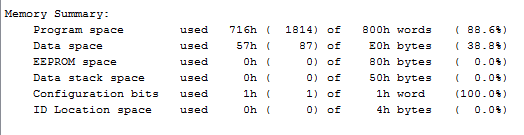 Memory Summary:
Program space used 716h ( 1814) of 800h words ( 88.6%)
Data space used 57h ( 87) of E0h bytes ( 38.8%)
EEPROM space used 0h ( 0) of 80h bytes ( 0.0%)
Data stack space used 0h ( 0) of 50h bytes ( 0.0%)
Configuration bits used 1h ( 1) of 1h word (100.0%)
ID Location space used 0h ( 0) of 4h bytes ( 0.0%)